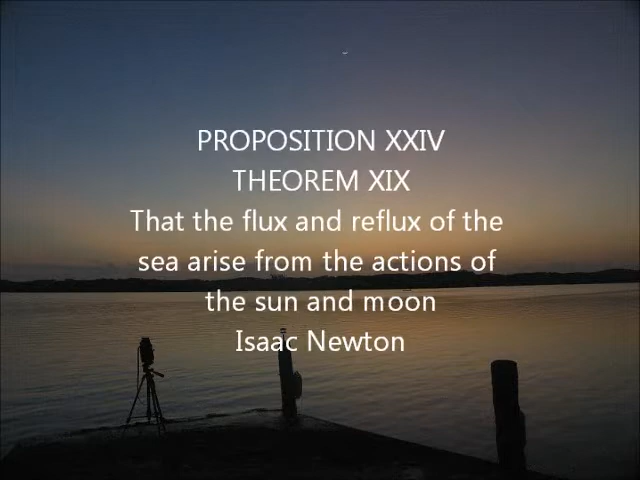 PROPOSITION XXIV
THEOREM XIX
That the flux and reflux of the
sea arise from the actions of
the sun and moon
Isaac Newton